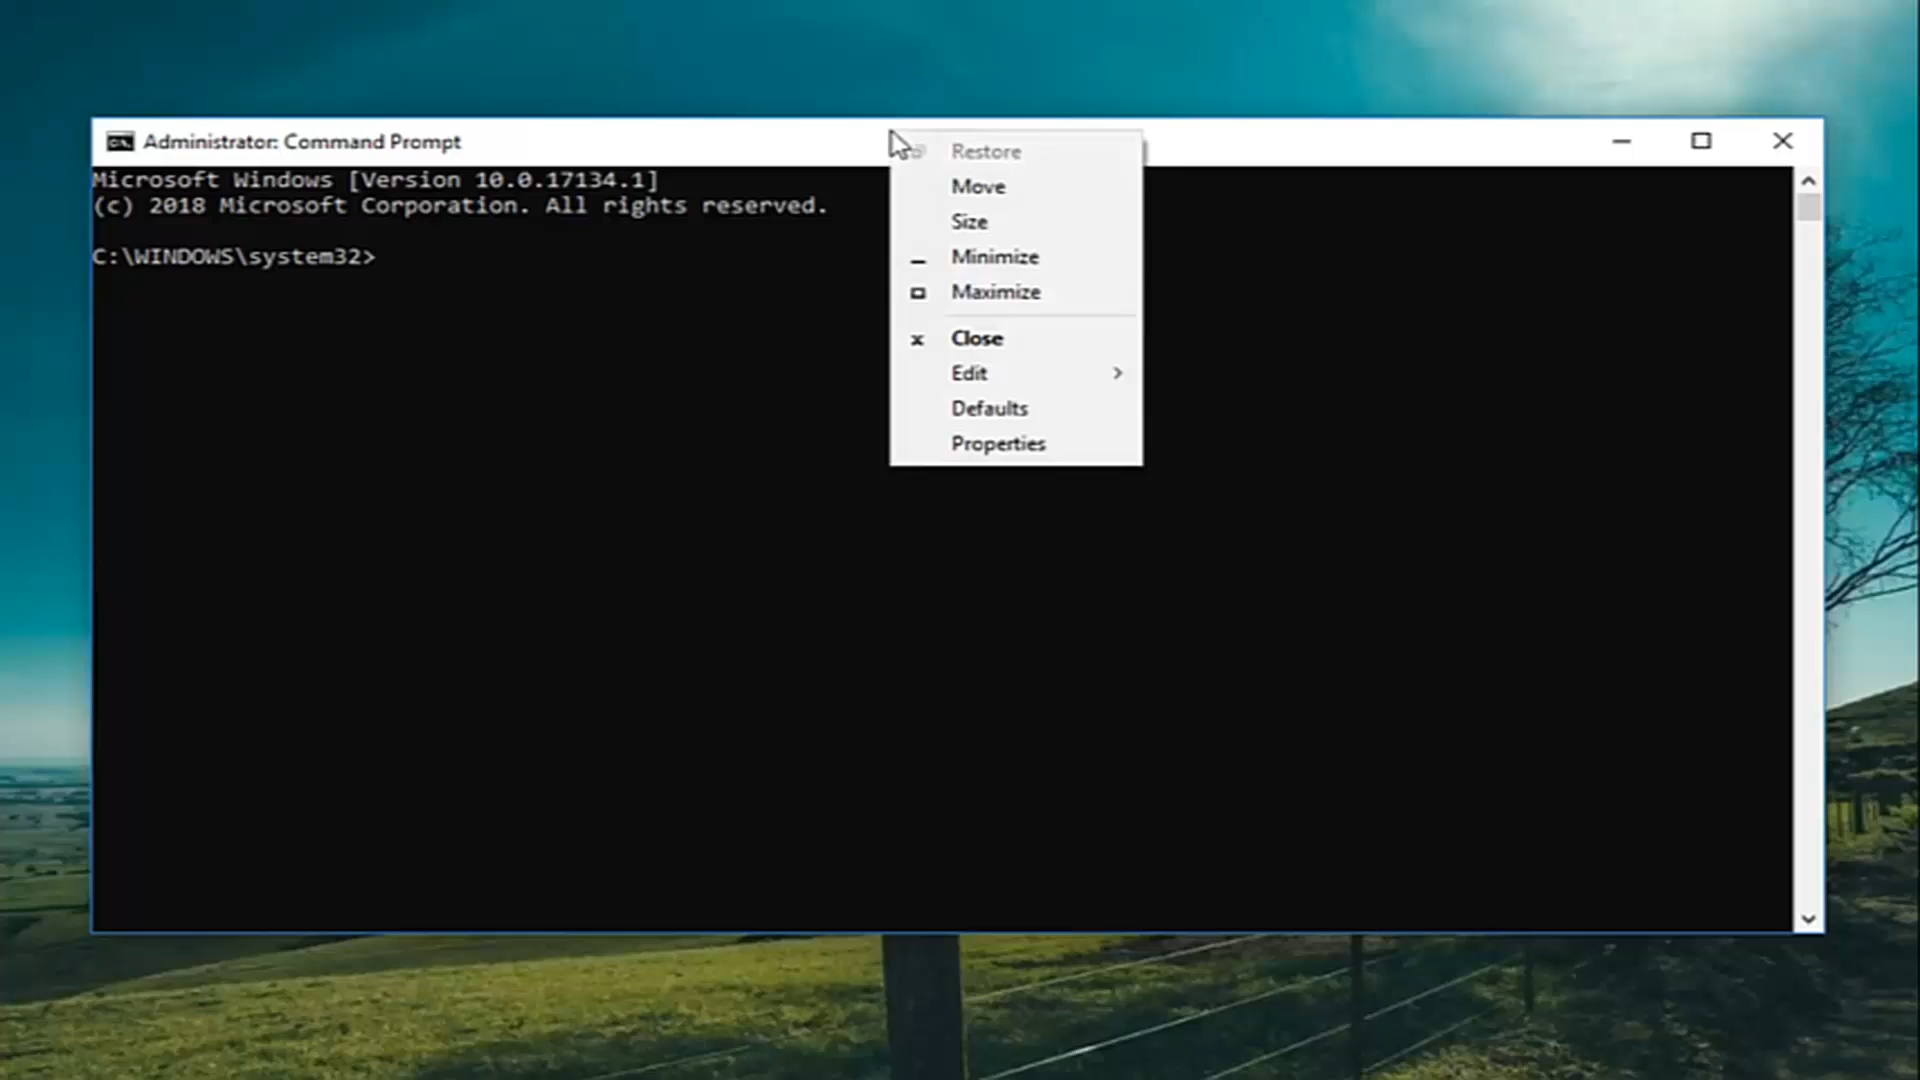 Administrator: Command Prompt
Microsoft Windows [Version 10.0.17134.1]
(c) 2018 Microsoft Corporation. All rights reserved.
C:\WINDOWS\system32>
Restore
Move
Size
Minimize
Maximize
Close
Edit
Defaults
Properties